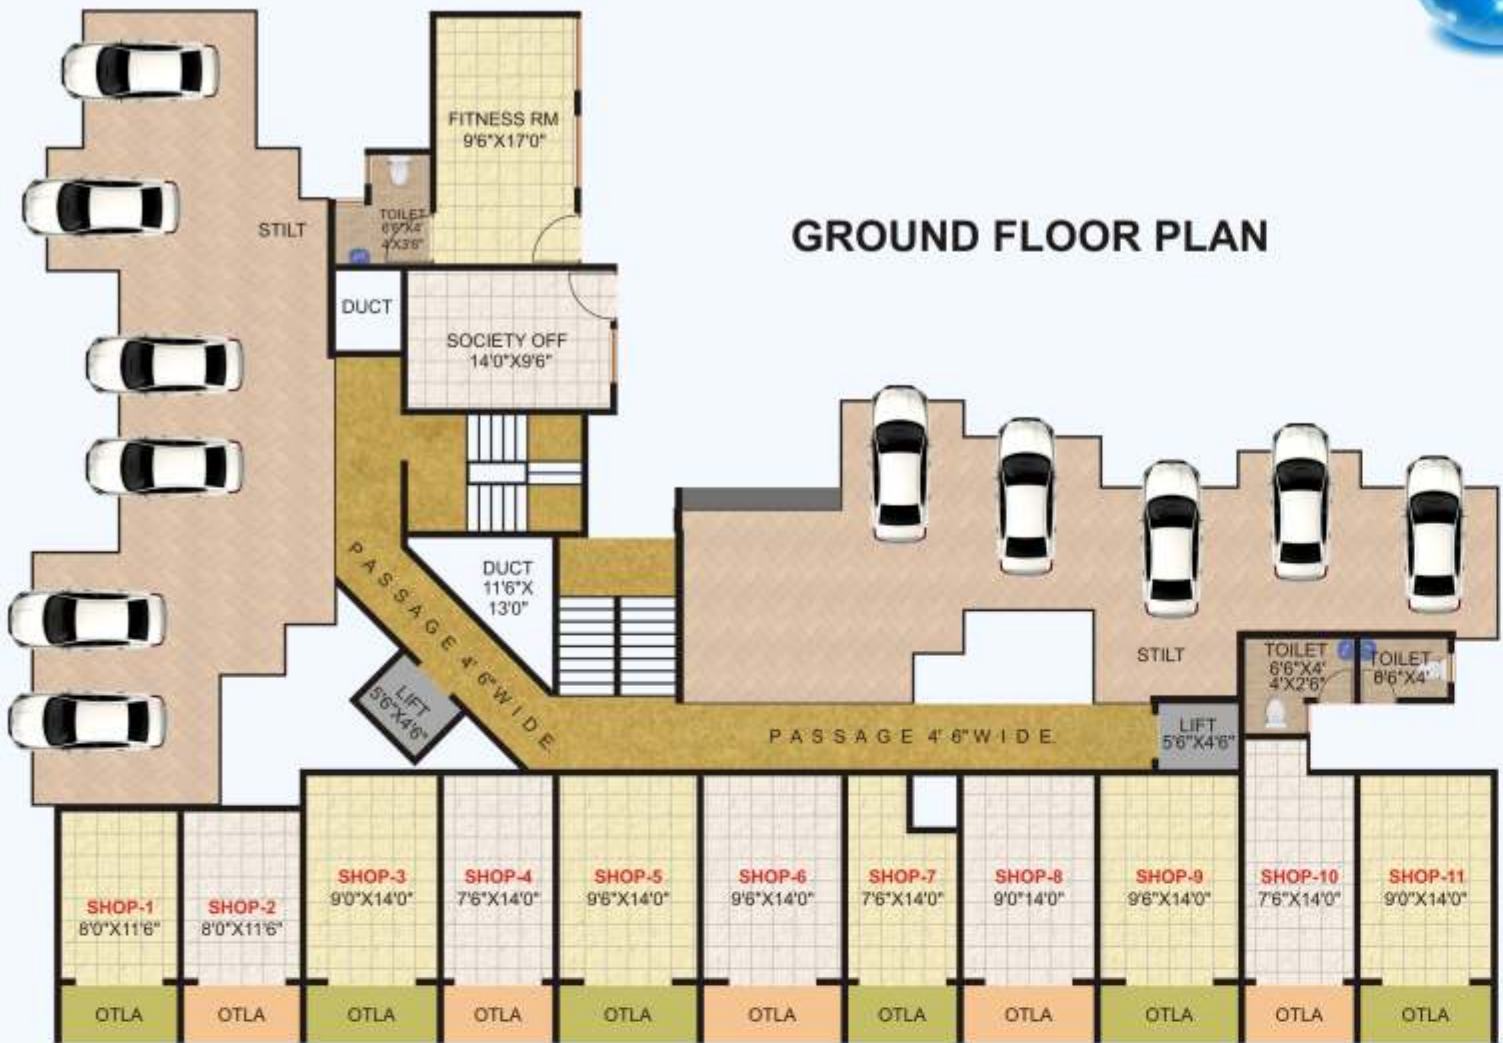 GROUND FLOOR PLAN
FITNESS RM
9'6"X17'0"
TOILET
6'6"X4'
4'X3'6"
STILT
DUCT
SOCIETY OFF
14'0"X9'6"
DUCT
11'6"X
13'0"
PASSAGE 4'6" WIDE
LIFT
5'6"X4'6"
PASSAGE 4'6" WIDE
STILT
TOILET
6'6"X4'
4'X2'6"
TOILET
8'6"X4'
LIFT
5'6"X4'6"
SHOP-1
8'0"X11'6"
OTLA
SHOP-2
8'0"X11'6"
OTLA
SHOP-3
9'0"X14'0"
OTLA
SHOP-4
7'6"X14'0"
OTLA
SHOP-5
9'6"X14'0"
OTLA
SHOP-6
9'6"X14'0"
OTLA
SHOP-7
7'6"X14'0"
OTLA
SHOP-8
9'0"14'0"
OTLA
SHOP-9
9'6"X14'0"
OTLA
SHOP-10
7'6"X14'0"
OTLA
SHOP-11
9'0"X14'0"
OTLA